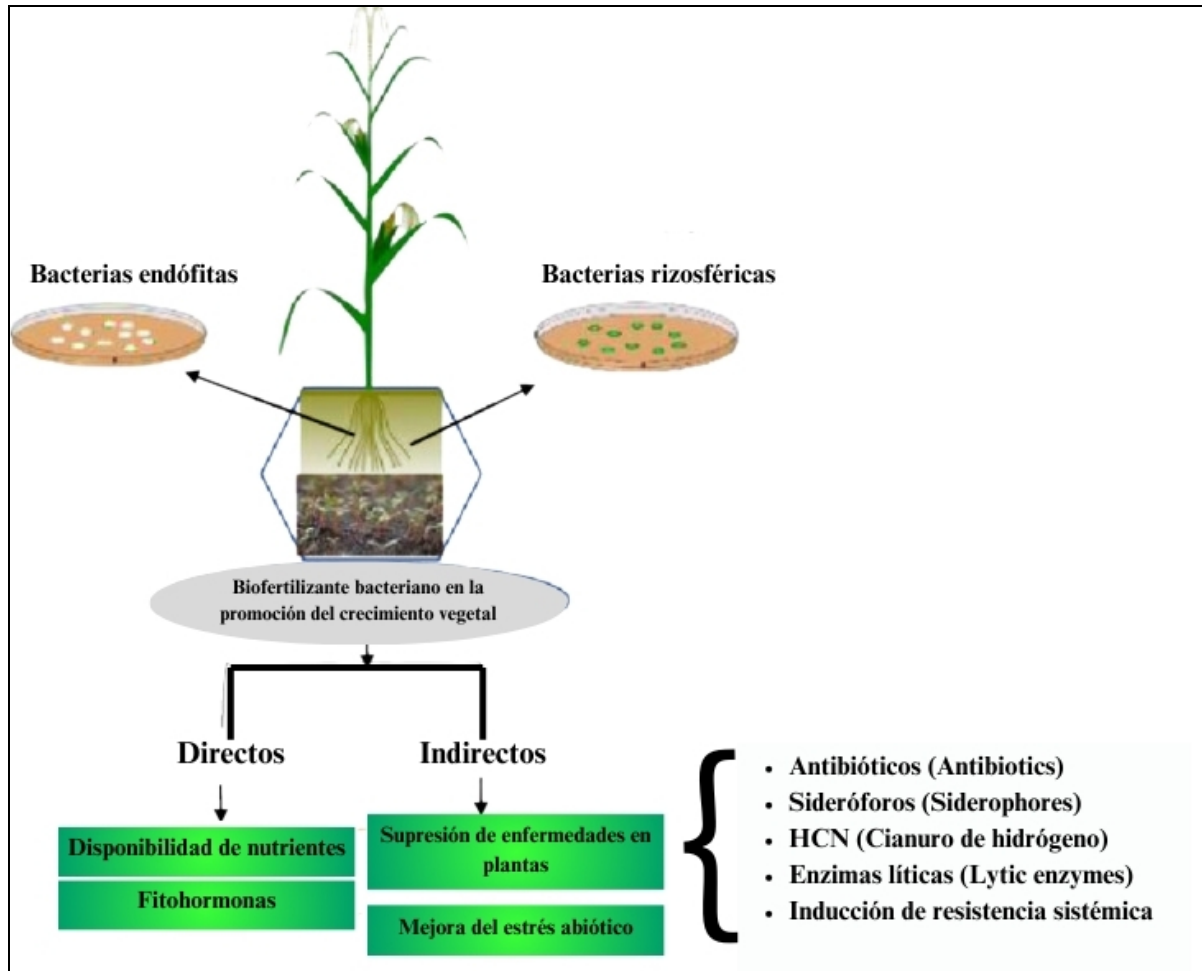 Bacterias endófitas
Bacterias rizosféricas
Biofertilizante bacteriano en la
promoción del crecimiento vegetal
Directos
Indirectos
Disponibilidad de nutrientes
Fitohormonas
Supresión de enfermedades en
plantas
Mejora del estrés abiótico
• Antibióticos (Antibiotics)
• Sideróforos (Siderophores)
• HCN (Cianuro de hidrógeno)
• Enzimas líticas (Lytic enzymes)
• Inducción de resistencia sistémica